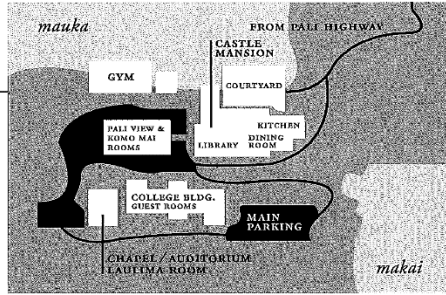 mauka
FROM PALI HIGHWAY
CASTLE
MANSION
GYM
COURTYARD
PALI VIEW &
KOMO MAI
ROOMS
KITCHEN
LIBRARY
DINING
ROOM
COLLEGE BLDG.
GUEST ROOMS
MAIN
PARKING
CHAPEL / AUDITORIUM
LAULIMA ROOM
makai